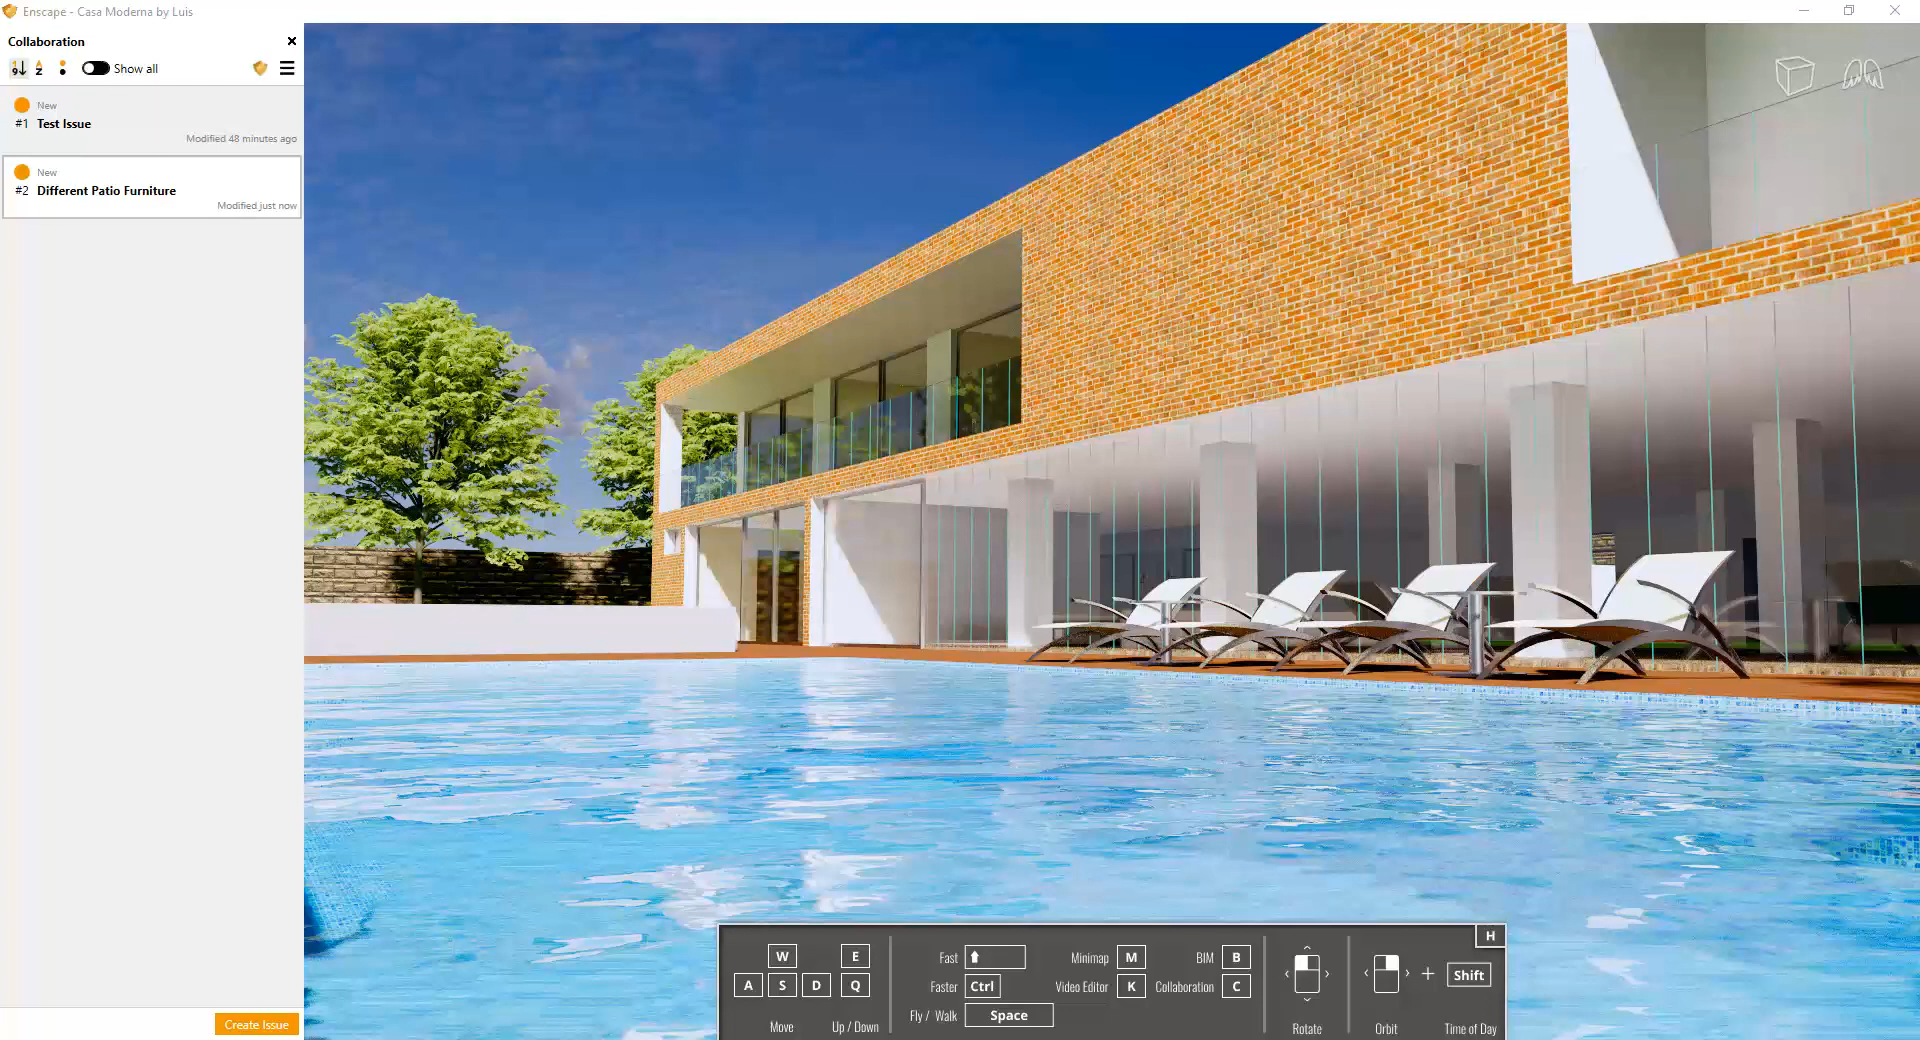 Enscape - Casa Moderna by Luis
Collaboration
Show all
New
#1 Test Issue
Modified 48 minutes ago
New
#2 Different Patio Furniture
Modified just now
Create Issue
H
W E
A S D Q
Move Up / Down
Fast
Faster Ctrl
Fly / Walk Space
Minimap M
Video Editor K
BIM B
Collaboration C
Rotate
Orbit
+ Shift
Time of Day